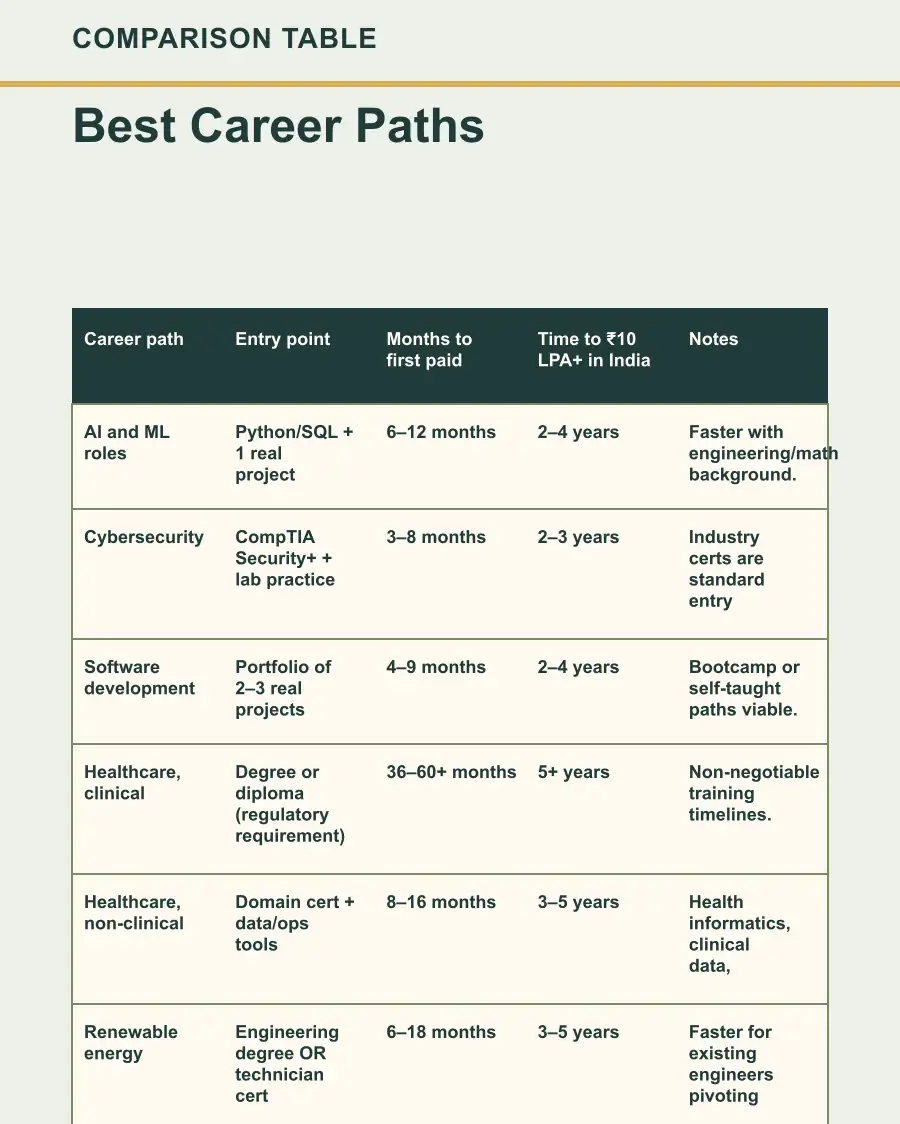 COMPARISON TABLE
Best Career Paths
Career path
Entry point
Months to
first paid
Time to ₹10
LPA+ in India
Notes
AI and ML
roles
Python/SQL +
1 real
project
6–12 months
2–4 years
Faster with
engineering/math
background.
Cybersecurity
CompTIA
Security+ +
lab practice
3–8 months
2–3 years
Industry
certs are
standard
entry
Software
development
Portfolio of
2–3 real
projects
4–9 months
2–4 years
Bootcamp or
self-taught
paths viable.
Healthcare,
clinical
Degree or
diploma
(regulatory
requirement)
36–60+ months
5+ years
Non-negotiable
training
timelines.
Healthcare,
non-clinical
Domain cert +
data/ops
tools
8–16 months
3–5 years
Health
informatics,
clinical
data,
Renewable
energy
Engineering
degree OR
technician
cert
6–18 months
3–5 years
Faster for
existing
engineers
pivoting